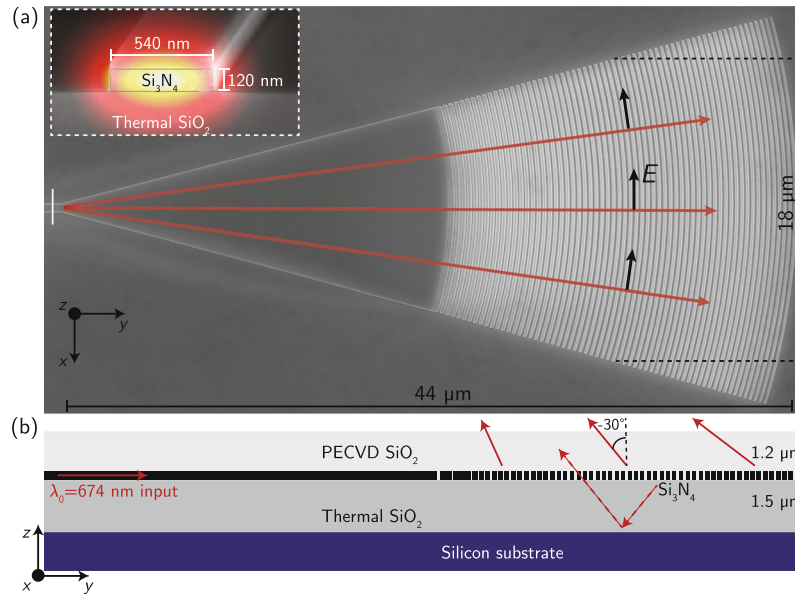 (a)
540 nm
Si₃N₄
120 nm
Thermal SiO₂
E
18 μm
z
y
x
44 μm
(b)
-30°
PECVD SiO₂
1.2 μm
λ₀=674 nm input
Si₃N₄
1.5 μm
Thermal SiO₂
z
Silicon substrate
x
y